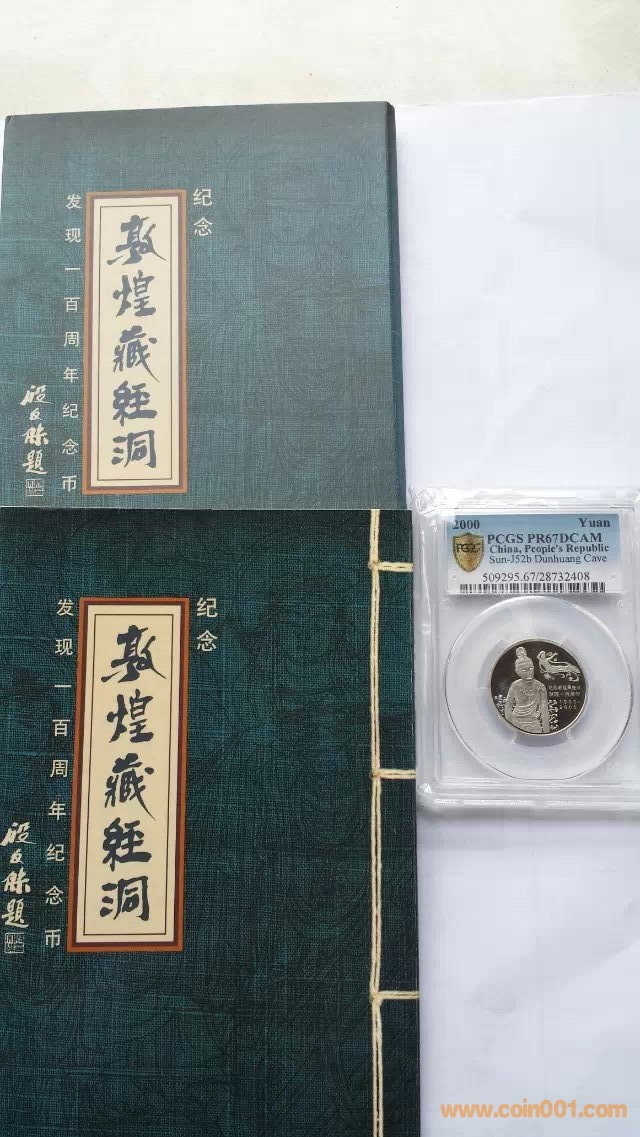 纪念
敦煌藏经洞
发现一百周年纪念币
段文杰题
纪念
敦煌藏经洞
发现一百周年纪念币
段文杰题
2000 Yuan
PCGS PR67DCAM
China, People's Republic
Sun-J52b Dunhuang Cave
509295.67/28732408
PCGS
1900
2000
www.coin001.com